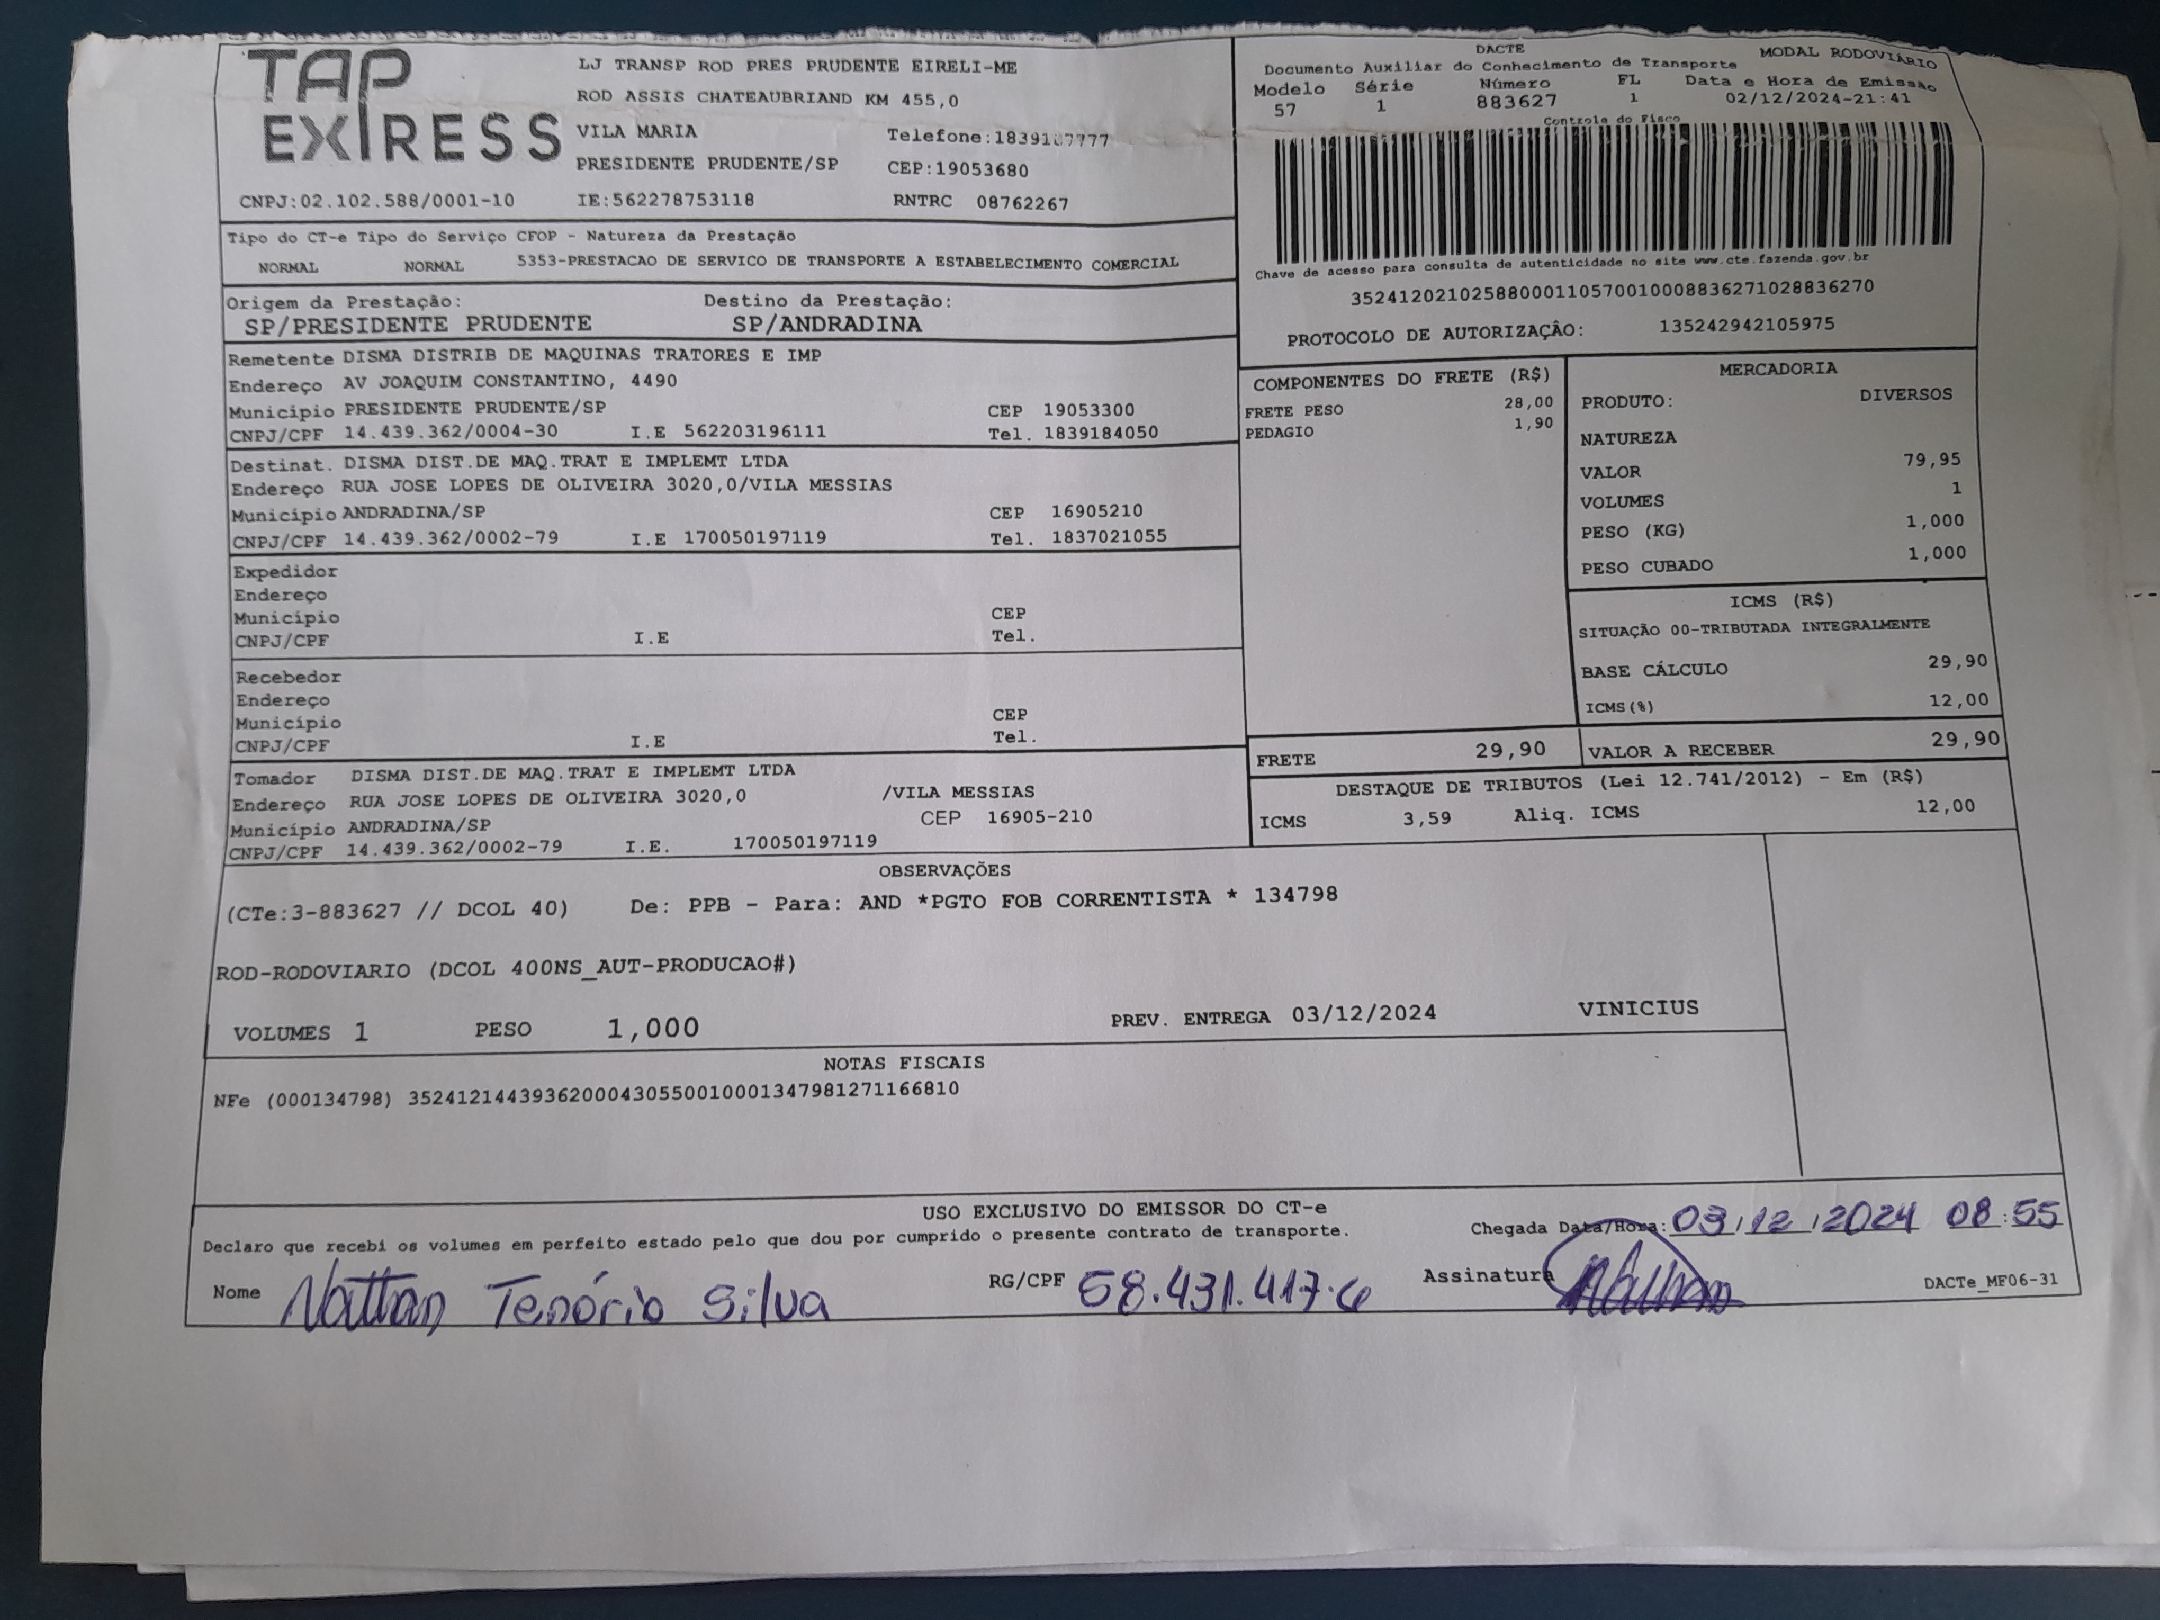 TAP EXPRESS
LJ TRANSP ROD PRES PRUDENTE EIRELI-ME
ROD ASSIS CHATEAUBRIAND KM 455,0
VILA MARIA
PRESIDENTE PRUDENTE/SP CEP:19053680
CNPJ:02.102.588/0001-10 IE:562278753118 RNTRC 08762267
DACTE MODAL RODOVIÁRIO
Documento Auxiliar do Conhecimento de Transporte
Modelo Série Número FL Data e Hora de Emissão
57 1 883627 1 02/12/2024-21:41
Controle do Fisco
Chave de acesso para consulta de autenticidade no site www.cte.fazenda.gov.br
35241202102588000110570010008836271028836270
PROTOCOLO DE AUTORIZAÇÃO: 135242942105975
Tipo do CT-e Tipo do Serviço CFOP - Natureza da Prestação
NORMAL NORMAL 5353-PRESTACAO DE SERVICO DE TRANSPORTE A ESTABELECIMENTO COMERCIAL
Origem da Prestação: Destino da Prestação:
SP/PRESIDENTE PRUDENTE SP/ANDRADINA
Remetente DISMA DISTRIB DE MAQUINAS TRATORES E IMP
Endereço AV JOAQUIM CONSTANTINO, 4490
Município PRESIDENTE PRUDENTE/SP CEP 19053300
CNPJ/CPF 14.439.362/0004-30 I.E 562203196111 Tel. 1839184050
Destinat. DISMA DIST.DE MAQ.TRAT E IMPLEMT LTDA
Endereço RUA JOSE LOPES DE OLIVEIRA 3020,0/VILA MESSIAS
Município ANDRADINA/SP CEP 16905210
CNPJ/CPF 14.439.362/0002-79 I.E 170050197119 Tel. 1837021055
Expedidor
Endereço
Município CEP
CNPJ/CPF I.E Tel.
Recebedor
Endereço
Município CEP
CNPJ/CPF I.E Tel.
Tomador DISMA DIST.DE MAQ.TRAT E IMPLEMT LTDA
Endereço RUA JOSE LOPES DE OLIVEIRA 3020,0 /VILA MESSIAS
Município ANDRADINA/SP CEP 16905-210
CNPJ/CPF 14.439.362/0002-79 I.E. 170050197119
COMPONENTES DO FRETE (R$)
FRETE PESO 28,00
PEDAGIO 1,90
MERCADORIA
PRODUTO: DIVERSOS
NATUREZA
VALOR 79,95
VOLUMES 1
PESO (KG) 1,000
PESO CUBADO 1,000
ICMS (R$)
SITUAÇÃO 00-TRIBUTADA INTEGRALMENTE
BASE CÁLCULO 29,90
ICMS(%) 12,00
FRETE 29,90 VALOR A RECEBER 29,90
DESTAQUE DE TRIBUTOS (Lei 12.741/2012) - Em (R$)
ICMS 3,59 Aliq. ICMS 12,00
OBSERVAÇÕES
(CTe:3-883627 // DCOL 40) De: PPB - Para: AND *PGTO FOB CORRENTISTA * 134798
ROD-RODOVIARIO (DCOL 400NS_AUT-PRODUCAO#)
VOLUMES 1 PESO 1,000 PREV. ENTREGA 03/12/2024 VINICIUS
NOTAS FISCAIS
NFe (000134798) 35241214439362000430550010001347981271166810
USO EXCLUSIVO DO EMISSOR DO CT-e
Declaro que recebi os volumes em perfeito estado pelo que dou por cumprido o presente contrato de transporte.
Chegada Data/Hora: 03/12/2024 08:55
Nome Nattan Tenório Silva RG/CPF 58.431.417-6 Assinatura
DACTe_MF06-31